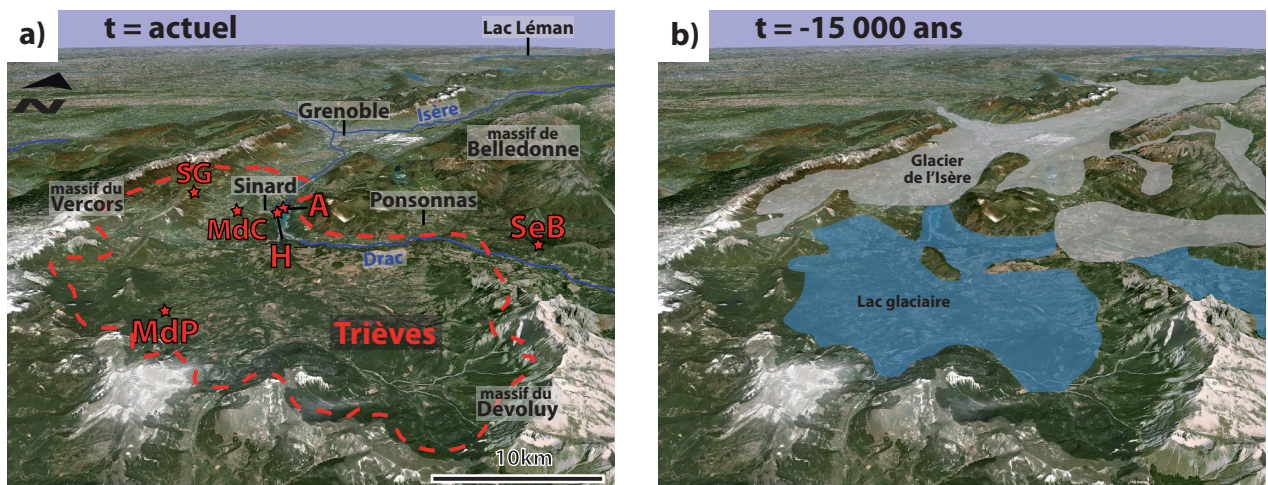 a)
t = actuel
Lac Léman
N
Grenoble
Isère
massif de
Belledonne
SG
massif du
Vercors
Sinard
A
Ponsonnas
MdC
SeB
H
Drac
MdP
Trièves
massif du
Dévoluy
10km
b)
t = -15 000 ans
Glacier
de l'Isère
Lac glaciaire